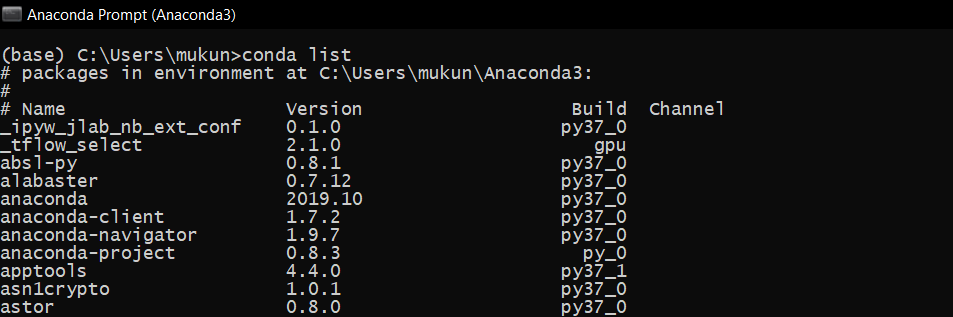 Anaconda Prompt (Anaconda3)
(base) C:\Users\mukun>conda list
# packages in environment at C:\Users\mukun\Anaconda3:
#
# Name                    Version                   Build  Channel
_ipyw_jlab_nb_ext_conf    0.1.0                    py37_0
_tflow_select             2.1.0                       gpu
absl-py                   0.8.1                    py37_0
alabaster                 0.7.12                   py37_0
anaconda                  2019.10                  py37_0
anaconda-client           1.7.2                    py37_0
anaconda-navigator        1.9.7                    py37_0
anaconda-project          0.8.3                      py_0
apptools                  4.4.0                    py37_1
asn1crypto                1.0.1                    py37_0
astor                     0.8.0                    py37_0